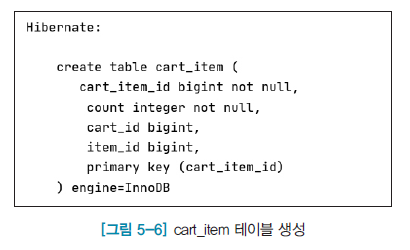 Hibernate:
create table cart_item (
cart_item_id bigint not null,
count integer not null,
cart_id bigint,
item_id bigint,
primary key (cart_item_id)
) engine=InnoDB
[그림 5-6] cart_item 테이블 생성